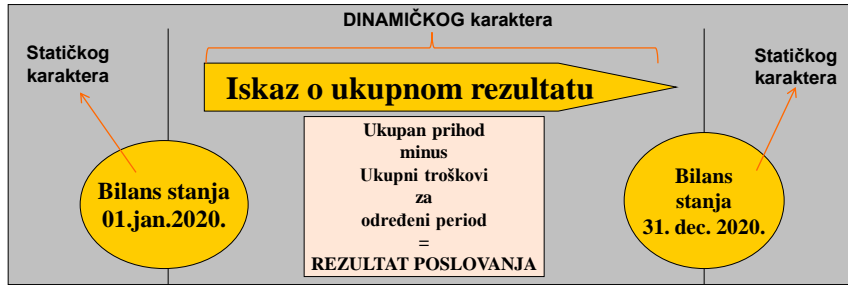 DINAMIČKOG karaktera
Statičkog
karaktera
Iskaz o ukupnom rezultatu
Statičkog
karaktera
Bilans stanja
01.jan.2020.
Ukupan prihod
minus
Ukupni troškovi
za
određeni period
=
REZULTAT POSLOVANJA
Bilans
stanja
31. dec. 2020.